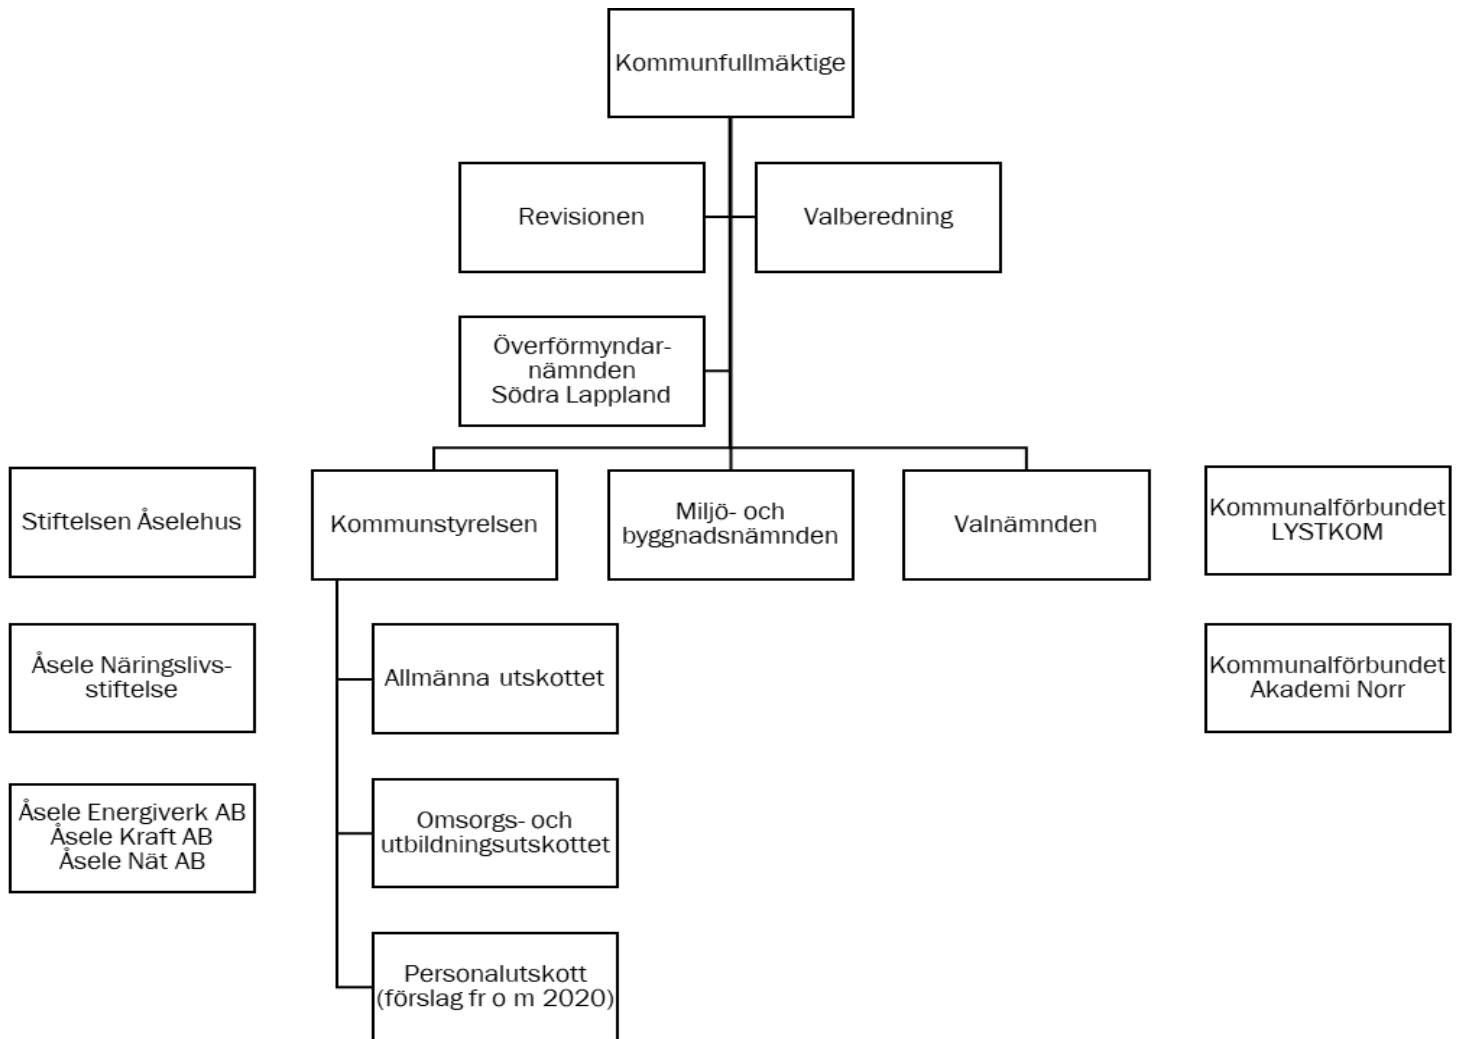 Kommunfullmäktige
Revisionen
Valberedning
Överförmyndar-
nämnden
Södra Lappland
Stiftelsen Åselehus
Kommunstyrelsen
Miljö- och
byggnadsnämnden
Valnämnden
Kommunalförbundet
LYSTKOM
Åsele Näringslivs-
stiftelse
Allmänna utskottet
Kommunalförbundet
Akademi Norr
Åsele Energiverk AB
Åsele Kraft AB
Åsele Nät AB
Omsorgs- och
utbildningsutskottet
Personalutskott
(förslag fr o m 2020)